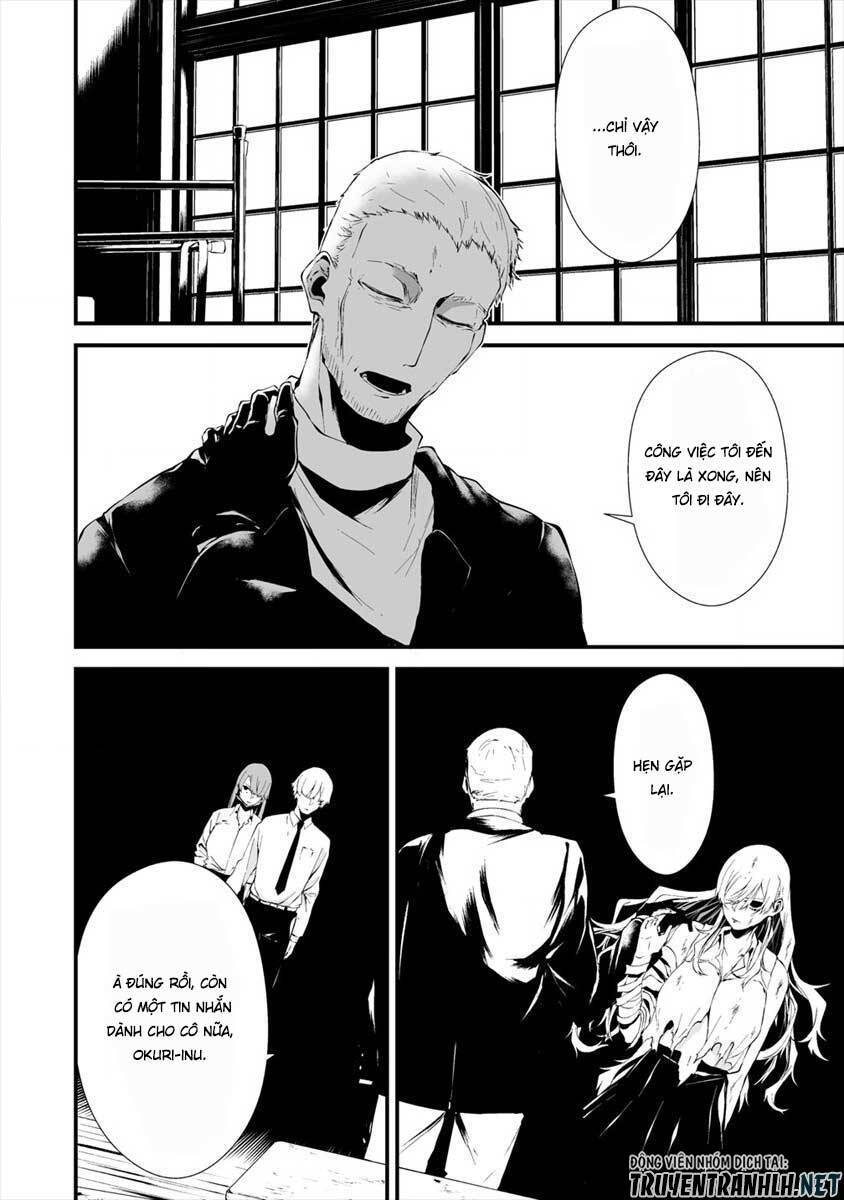 ...CHỈ VẬY
THÔI.
CÔNG VIỆC TỚI ĐẾN
ĐÂY LÀ XONG, NÊN
TÔI ĐI ĐÂY.
HẸN GẶP
LẠI.
À ĐÚNG RỒI, CÒN
CÓ MỘT TIN NHẮN
DÀNH CHO CÔ NỮA,
OKURI-INU.
ĐỘNG VIÊN NHÓM DỊCH TẠI:
TRUYENTRANHLH.NET